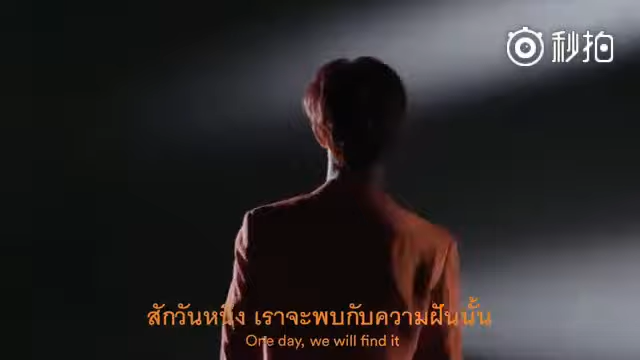 秒拍
สักวันหนึ่ง เราจะพบกับความฝันนั้น
One day, we will find it